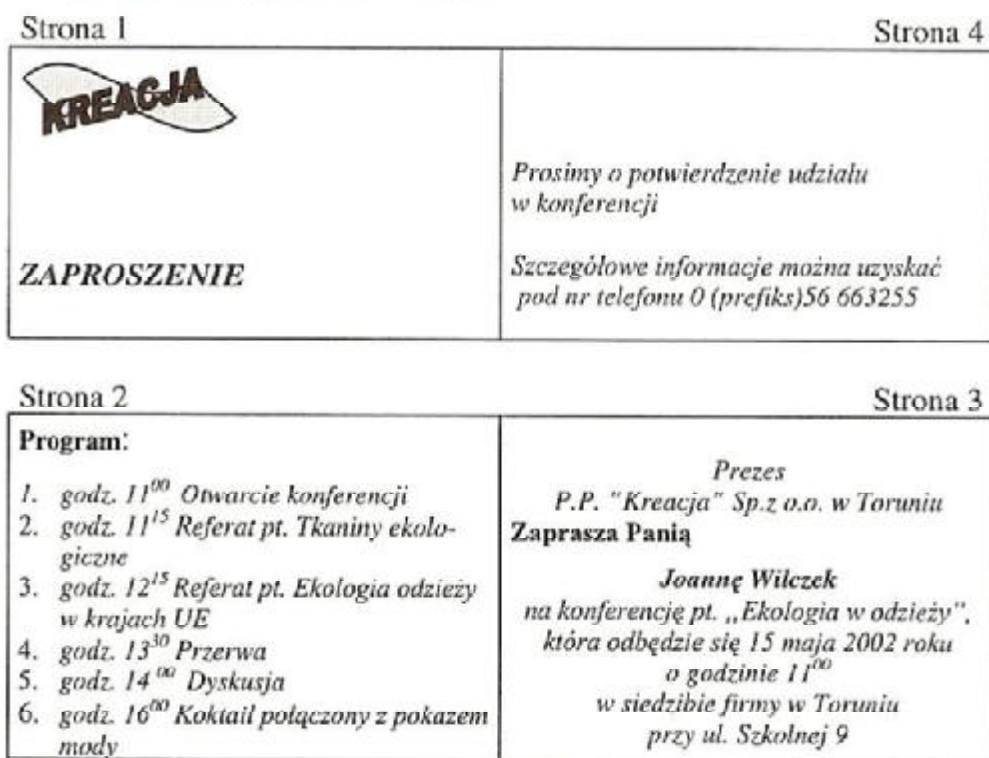 Strona 1
Strona 4
KREACJA
ZAPROSZENIE
Prosimy o potwierdzenie udziału
w konferencji
Szczegółowe informacje można uzyskać
pod nr telefonu 0 (prefiks)56 663255
Strona 2
Strona 3
Program:
1. godz. 11⁰⁰ Otwarcie konferencji
2. godz. 11¹⁵ Referat pt. Tkaniny ekolo-
giczne
3. godz. 12¹⁵ Referat pt. Ekologia odzieży
w krajach UE
4. godz. 13³⁰ Przerwa
5. godz. 14⁰⁰ Dyskusja
6. godz. 16⁰⁰ Koktail połączony z pokazem
mody
Prezes
P.P. "Kreacja" Sp.z o.o. w Toruniu
Zaprasza Panią
Joannę Wilczek
na konferencję pt. „Ekologia w odzieży",
która odbędzie się 15 maja 2002 roku
o godzinie 11⁰⁰
w siedzibie firmy w Toruniu
przy ul. Szkolnej 9